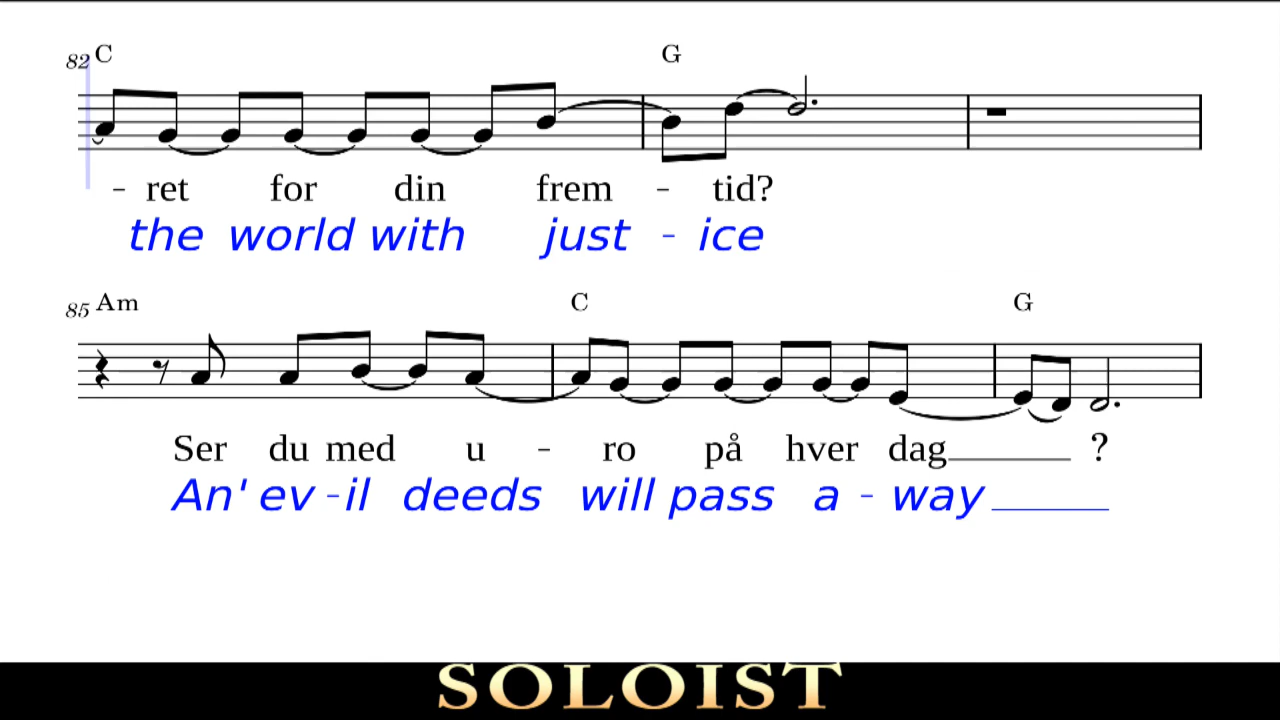 82 C G
- ret for din frem - tid?
the world with just - ice
85 Am C G
Ser du med u - ro på hver dag ?
An' ev - il deeds will pass a - way
SOLOIST